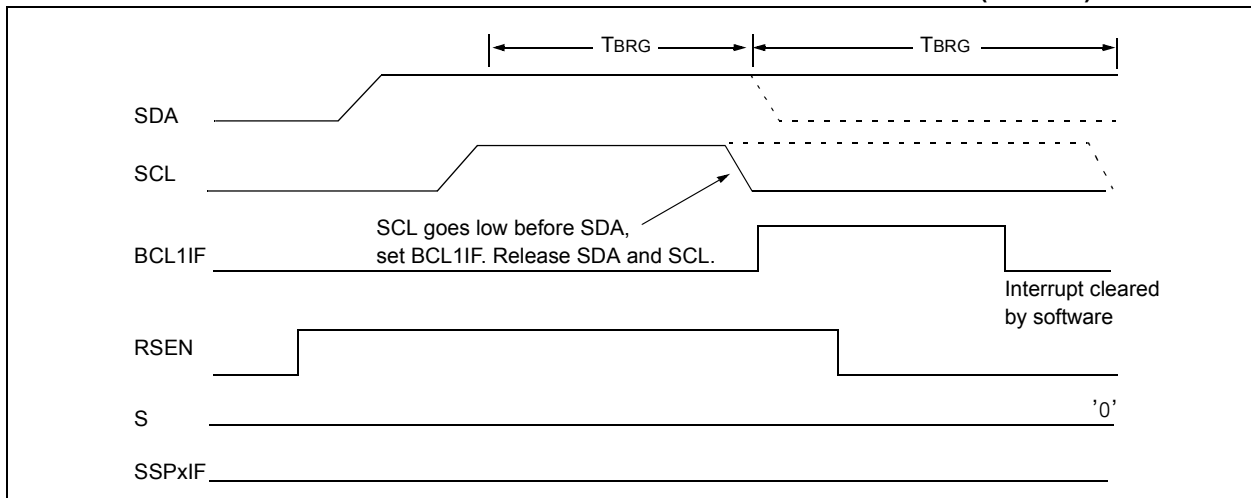 TBRG TBRG
SDA
SCL
SCL goes low before SDA,
set BCL1IF. Release SDA and SCL.
BCL1IF
Interrupt cleared
by software
RSEN
S
'0'
SSPxIF